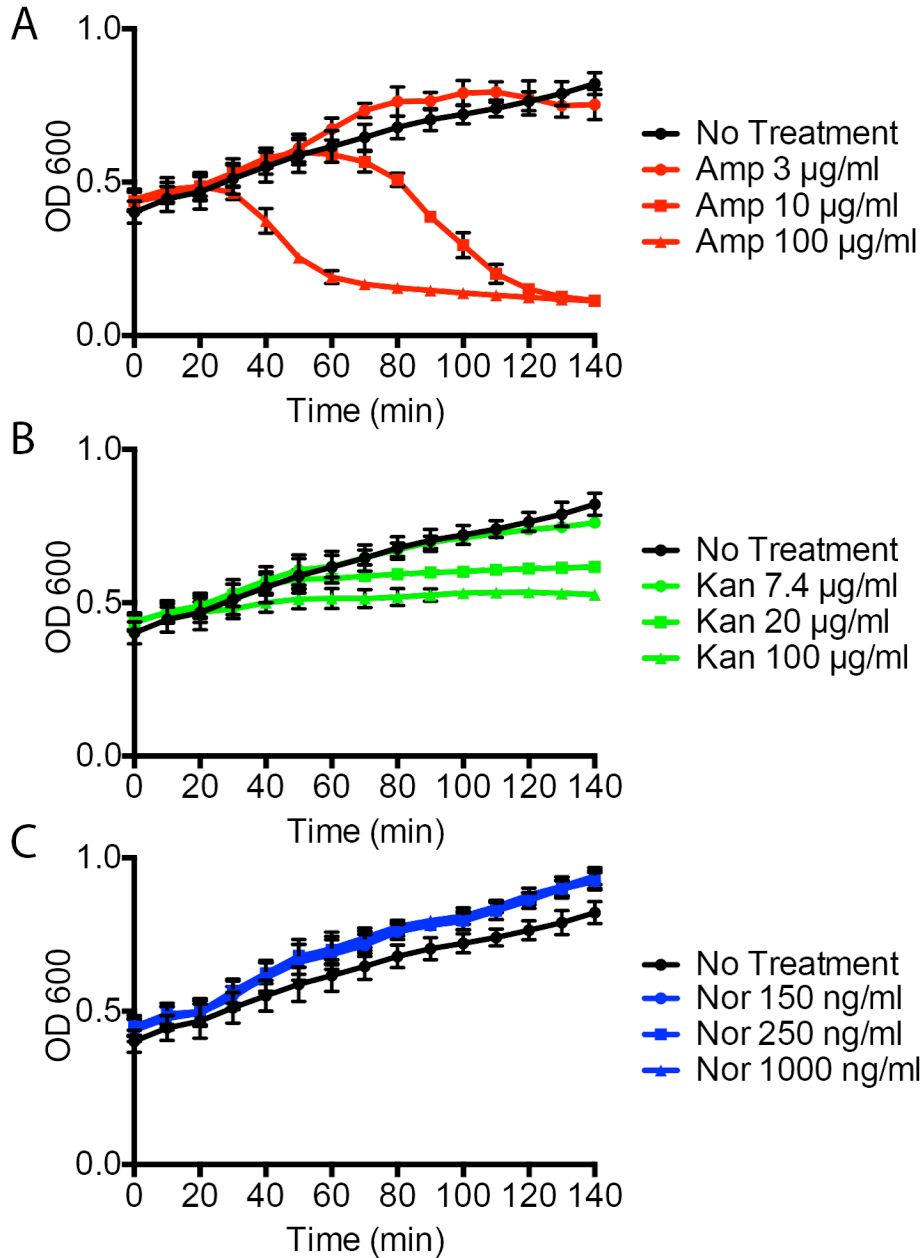 A
1.0
0.5
0.0
OD 600
0 20 40 60 80 100 120 140
Time (min)
No Treatment
Amp 3 µg/ml
Amp 10 µg/ml
Amp 100 µg/ml
B
1.0
0.5
0.0
OD 600
0 20 40 60 80 100 120 140
Time (min)
No Treatment
Kan 7.4 µg/ml
Kan 20 µg/ml
Kan 100 µg/ml
C
1.0
0.5
0.0
OD 600
0 20 40 60 80 100 120 140
Time (min)
No Treatment
Nor 150 ng/ml
Nor 250 ng/ml
Nor 1000 ng/ml